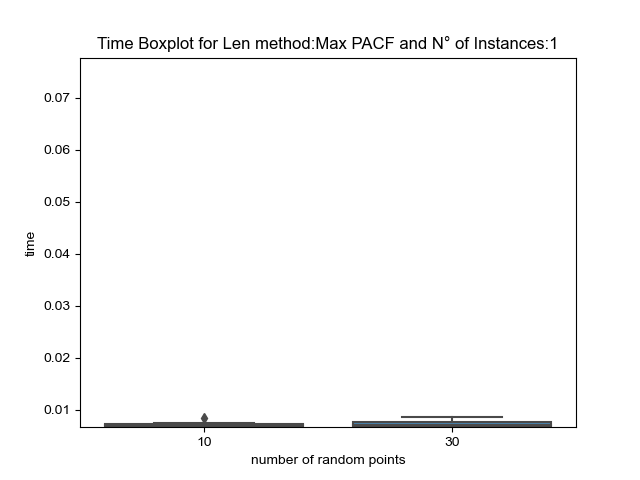 Time Boxplot for Len method:Max PACF and N° of Instances:1
0.07
0.06
0.05
0.04
0.03
0.02
0.01
time
10 30
number of random points